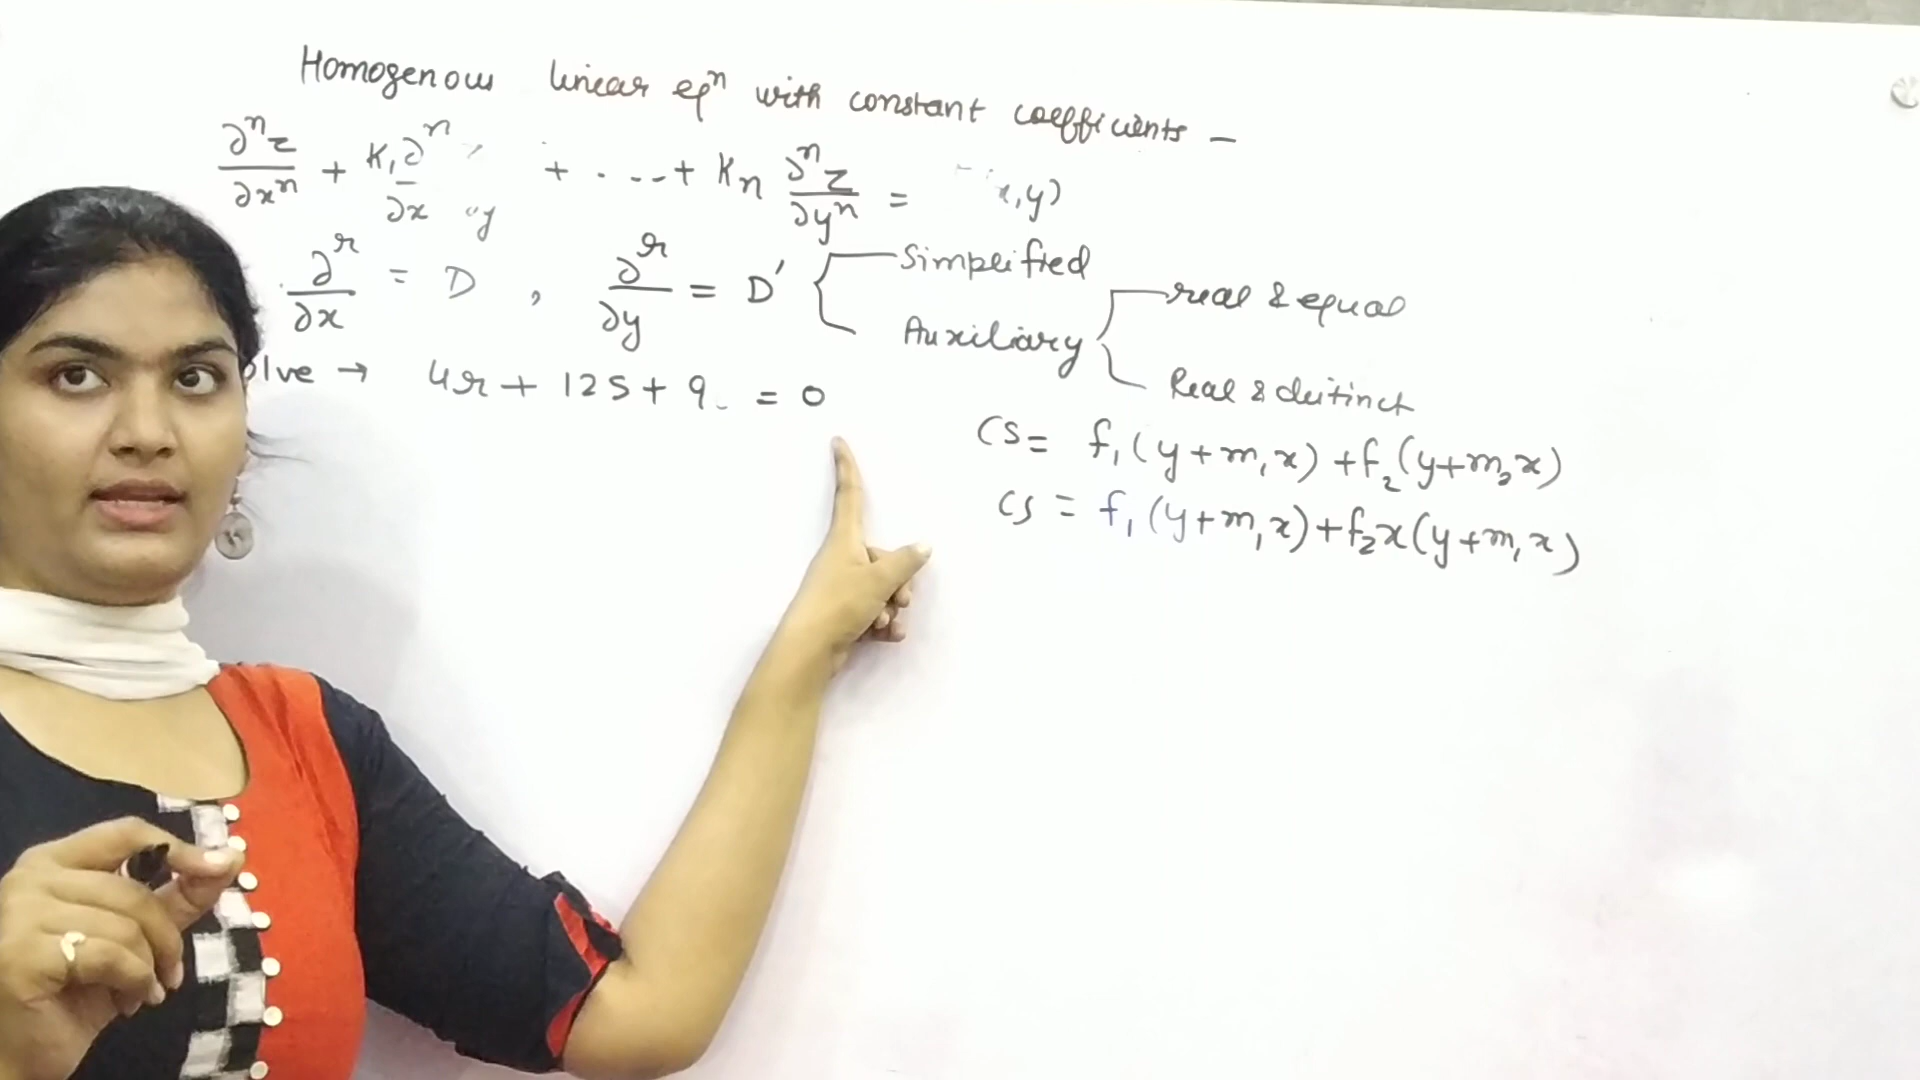 Homogenous linear eqⁿ with constant coefficients –
∂ⁿz/∂xⁿ + K₁∂ⁿ/∂x y + ....+ Kn ∂ⁿz/∂yⁿ = x,y)
∂ʳ/∂x = D , ∂ʳ/∂y = D′
Simplified
Auxiliary
real & equal
Real & distinct
olve → 4r + 12S + 9 = 0
CS = f₁(y+m₁x) + f₂(y+m₂x)
CS = f₁(y+m₁x) + f₂x(y+m₁x)